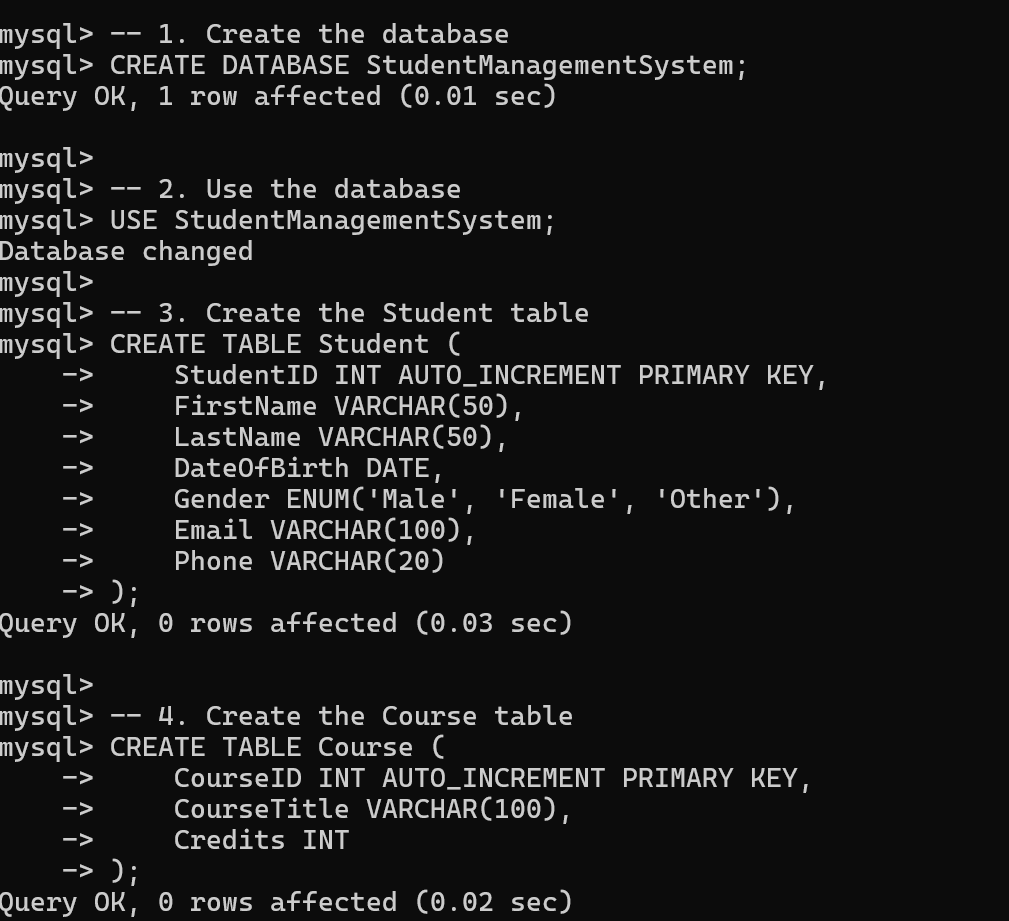 mysql> -- 1. Create the database
mysql> CREATE DATABASE StudentManagementSystem;
Query OK, 1 row affected (0.01 sec)

mysql>
mysql> -- 2. Use the database
mysql> USE StudentManagementSystem;
Database changed
mysql>
mysql> -- 3. Create the Student table
mysql> CREATE TABLE Student (
    ->     StudentID INT AUTO_INCREMENT PRIMARY KEY,
    ->     FirstName VARCHAR(50),
    ->     LastName VARCHAR(50),
    ->     DateOfBirth DATE,
    ->     Gender ENUM('Male', 'Female', 'Other'),
    ->     Email VARCHAR(100),
    ->     Phone VARCHAR(20)
    -> );
Query OK, 0 rows affected (0.03 sec)

mysql>
mysql> -- 4. Create the Course table
mysql> CREATE TABLE Course (
    ->     CourseID INT AUTO_INCREMENT PRIMARY KEY,
    ->     CourseTitle VARCHAR(100),
    ->     Credits INT
    -> );
Query OK, 0 rows affected (0.02 sec)